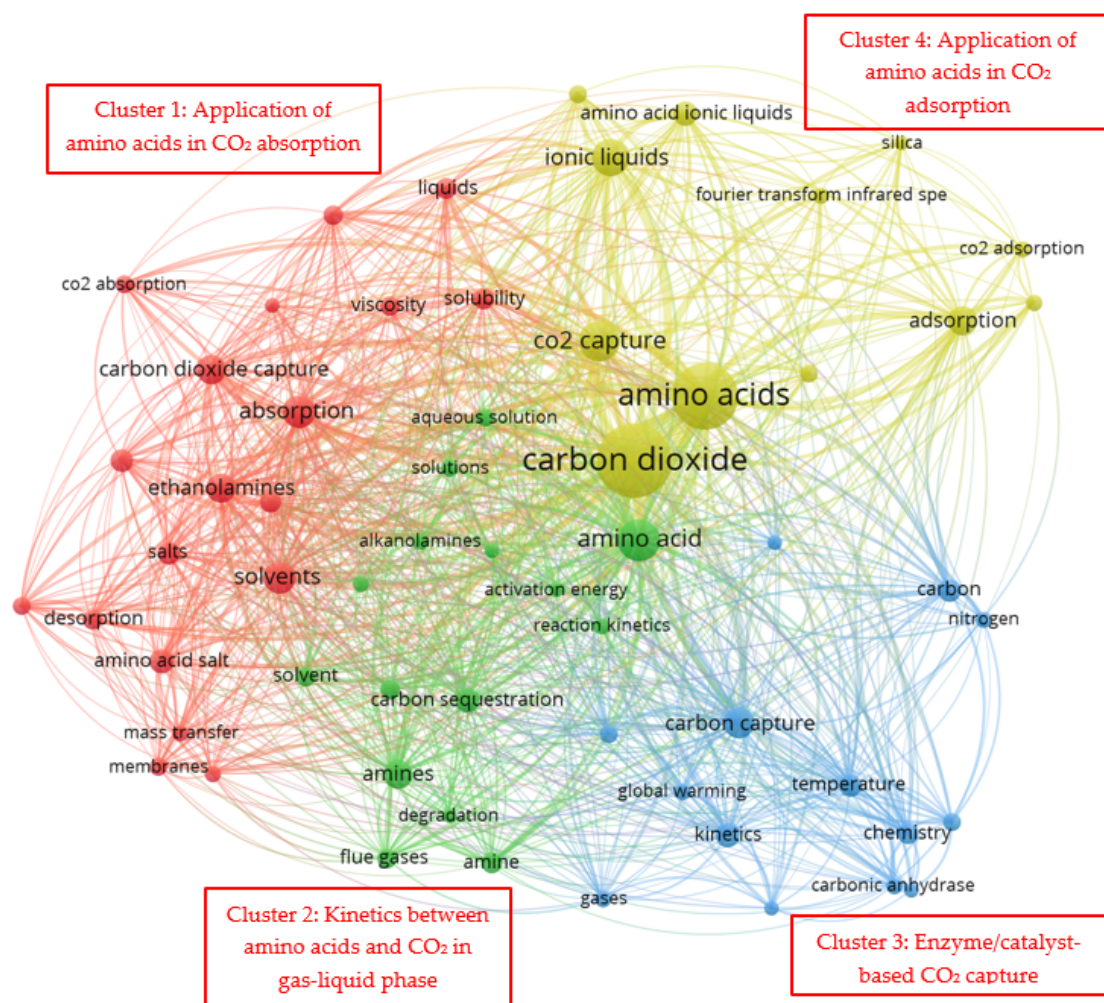 Cluster 4: Application of
amino acids in CO₂
adsorption
Cluster 1: Application of
amino acids in CO₂ absorption
amino acid ionic liquids
silica
ionic liquids
liquids
fourier transform infrared spe
co2 adsorption
co2 absorption
viscosity
solubility
adsorption
co2 capture
carbon dioxide capture
amino acids
absorption
aqueous solution
carbon dioxide
solutions
ethanolamines
alkanolamines
amino acid
salts
solvents
activation energy
carbon
desorption
reaction kinetics
nitrogen
amino acid salt
solvent
carbon sequestration
mass transfer
carbon capture
membranes
amines
global warming
temperature
degradation
kinetics
chemistry
flue gases
amine
carbonic anhydrase
gases
Cluster 2: Kinetics between
amino acids and CO₂ in
gas-liquid phase
Cluster 3: Enzyme/catalyst-
based CO₂ capture